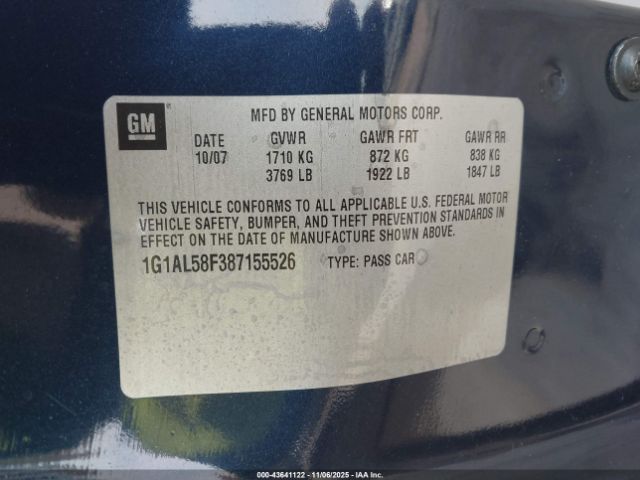 GM
MFD BY GENERAL MOTORS CORP.
DATE GVWR GAWR FRT GAWR RR
10/07 1710 KG 872 KG 838 KG
3769 LB 1922 LB 1847 LB
THIS VEHICLE CONFORMS TO ALL APPLICABLE U.S. FEDERAL MOTOR
VEHICLE SAFETY, BUMPER, AND THEFT PREVENTION STANDARDS IN
EFFECT ON THE DATE OF MANUFACTURE SHOWN ABOVE.
1G1AL58F387155526 TYPE: PASS CAR
000-43641122 - 11/06/2025 - IAA Inc.